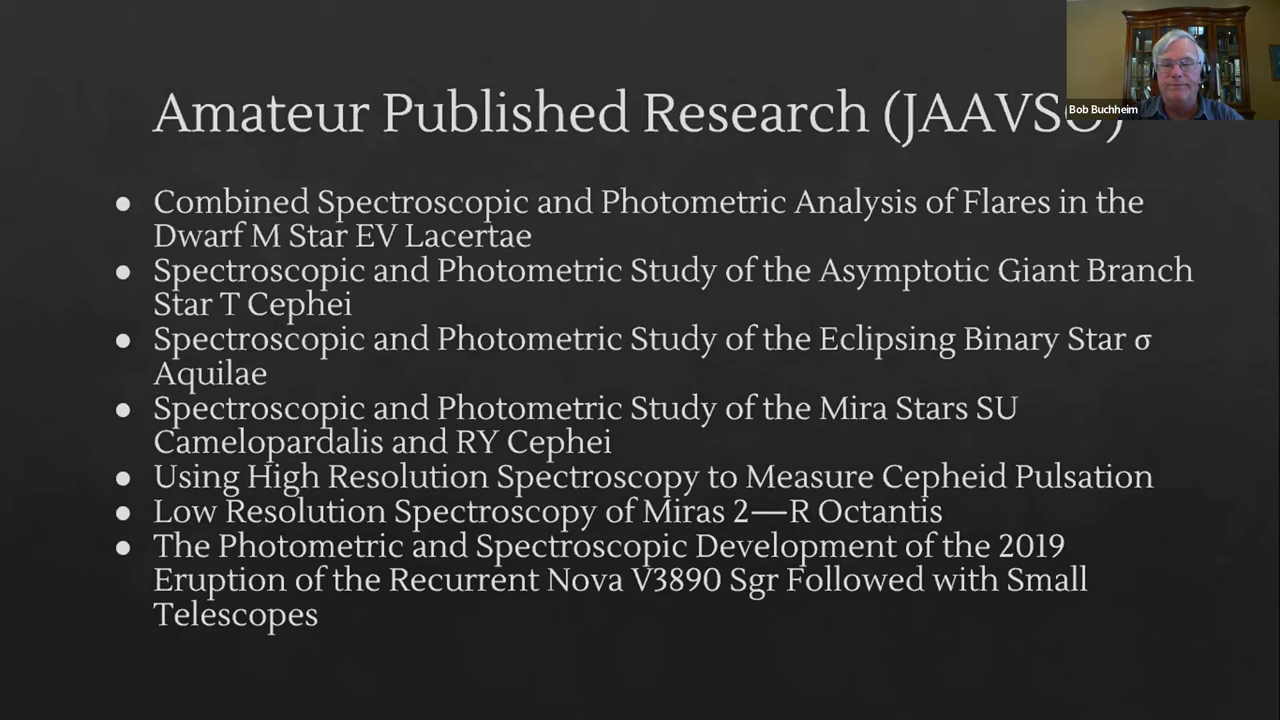 Amateur Published Research (JAAVSO)
Bob Buchheim
● Combined Spectroscopic and Photometric Analysis of Flares in the
Dwarf M Star EV Lacertae
● Spectroscopic and Photometric Study of the Asymptotic Giant Branch
Star T Cephei
● Spectroscopic and Photometric Study of the Eclipsing Binary Star σ
Aquilae
● Spectroscopic and Photometric Study of the Mira Stars SU
Camelopardalis and RY Cephei
● Using High Resolution Spectroscopy to Measure Cepheid Pulsation
● Low Resolution Spectroscopy of Miras 2—R Octantis
● The Photometric and Spectroscopic Development of the 2019
Eruption of the Recurrent Nova V3890 Sgr Followed with Small
Telescopes